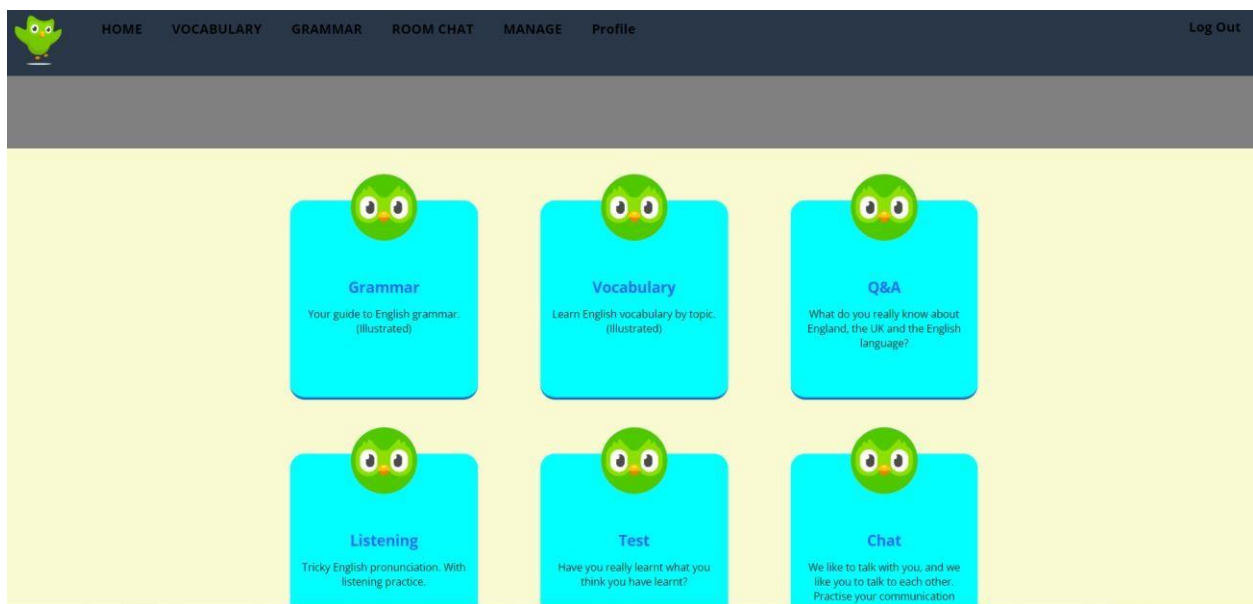 HOME VOCABULARY GRAMMAR ROOM CHAT MANAGE Profile Log Out
Grammar
Your guide to English grammar.
(Illustrated)
Vocabulary
Learn English vocabulary by topic.
(Illustrated)
Q&A
What do you really know about
England, the UK and the English
language?
Listening
Tricky English pronunciation. With
listening practice.
Test
Have you really learnt what you
think you have learnt?
Chat
We like to talk with you, and we
like you to talk to each other.
Practise your communication